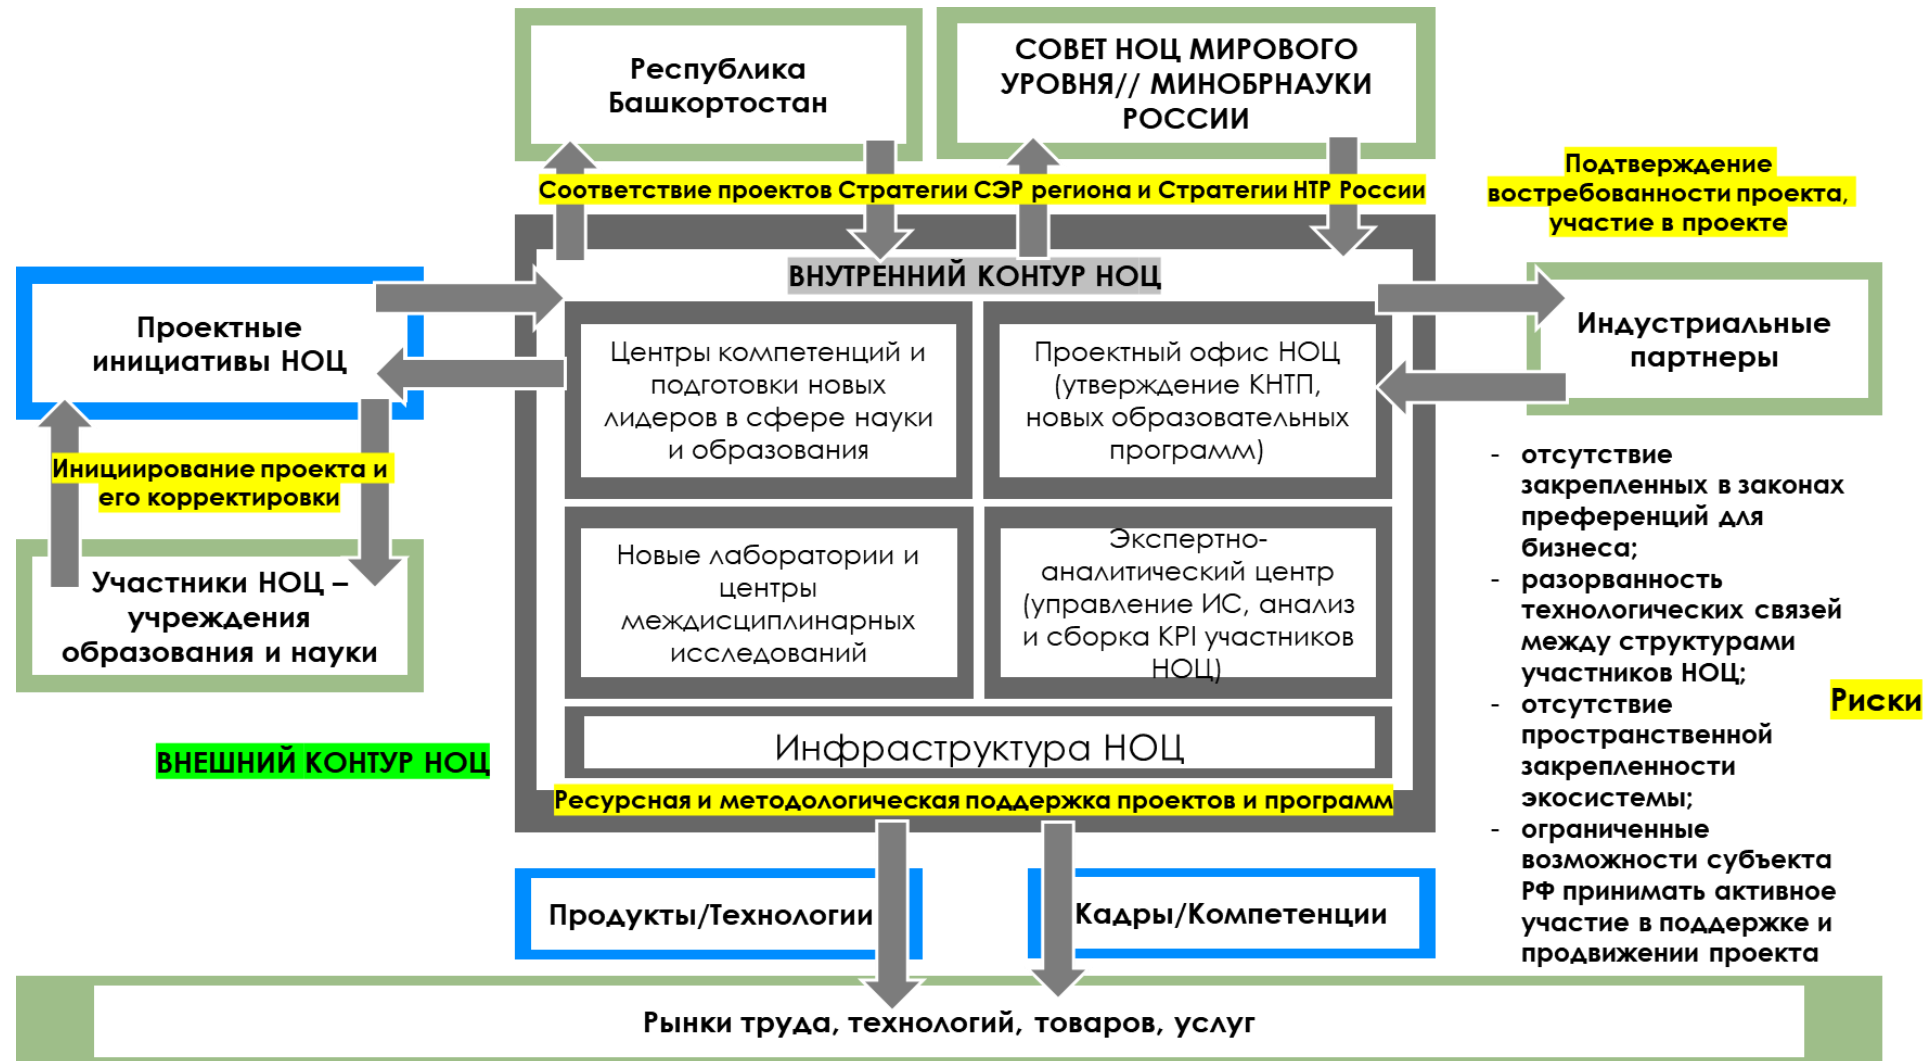 Республика
Башкортостан
СОВЕТ НОЦ МИРОВОГО
УРОВНЯ// МИНОБРНАУКИ
РОССИИ
Соответствие проектов Стратегии СЭР региона и Стратегии НТР России
Подтверждение
востребованности проекта,
участие в проекте
ВНУТРЕННИЙ КОНТУР НОЦ
Проектные
инициативы НОЦ
Центры компетенций и
подготовки новых
лидеров в сфере науки
и образования
Проектный офис НОЦ
(утверждение КНТП,
новых образовательных
программ)
Индустриальные
партнеры
Инициирование проекта и
его корректировки
Участники НОЦ –
учреждения
образования и науки
Новые лаборатории и
центры
междисциплинарных
исследований
Экспертно-
аналитический центр
(управление ИС, анализ
и сборка KPI участников
НОЦ)
- отсутствие
закрепленных в законах
преференций для
бизнеса;
- разорванность
технологических связей
между структурами
участников НОЦ;
- отсутствие
пространственной
закрепленности
экосистемы;
- ограниченные
возможности субъекта
РФ принимать активное
участие в поддержке и
продвижении проекта
Риски
Инфраструктура НОЦ
ВНЕШНИЙ КОНТУР НОЦ
Ресурсная и методологическая поддержка проектов и программ
Продукты/Технологии
Кадры/Компетенции
Рынки труда, технологий, товаров, услуг